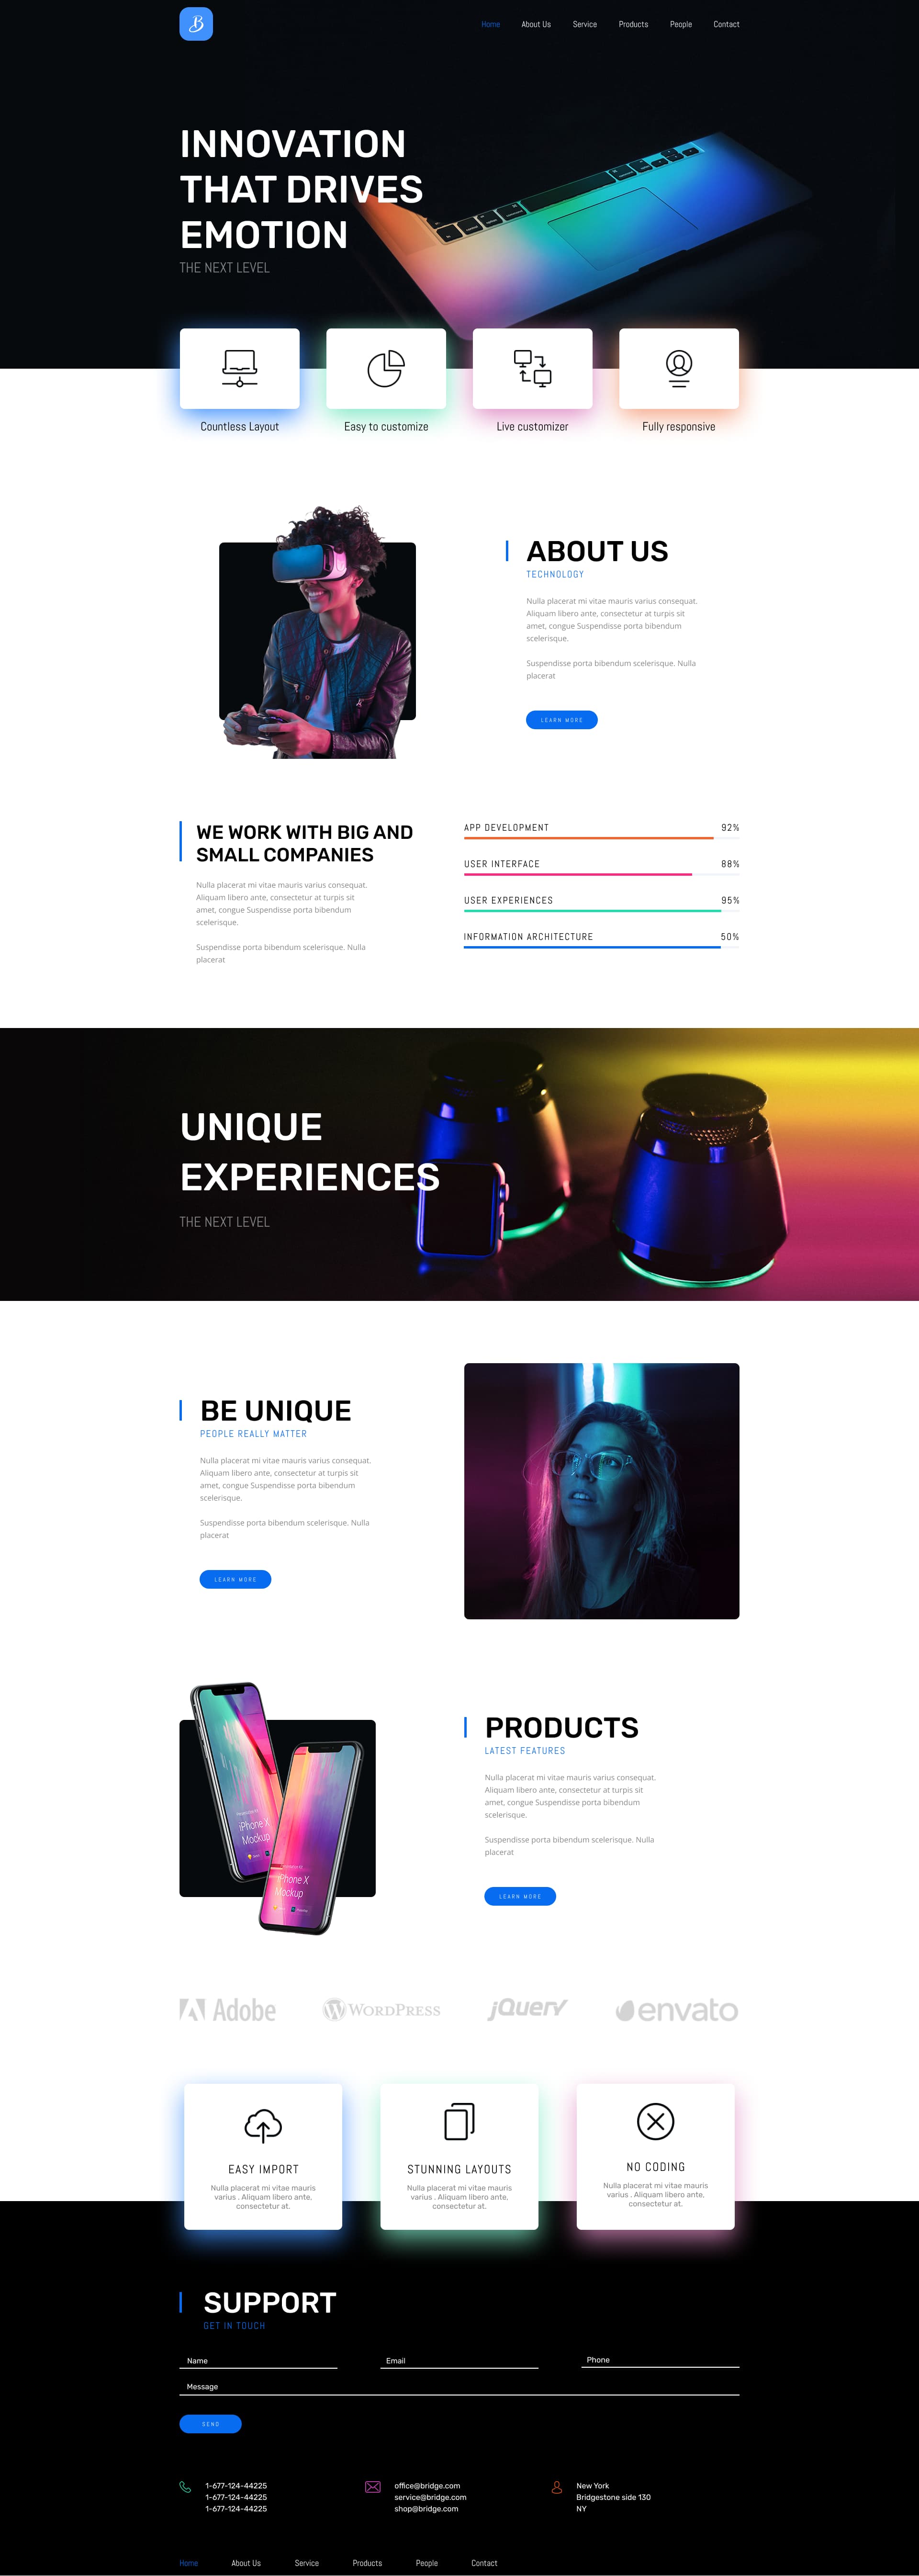 B
Home About Us Service Products People Contact
INNOVATION
THAT DRIVES
EMOTION
THE NEXT LEVEL
Countless Layout
Easy to customize
Live customizer
Fully responsive
ABOUT US
TECHNOLOGY
Nulla placerat mi vitae mauris varius consequat.
Aliquam libero ante, consectetur at turpis sit
amet, congue Suspendisse porta bibendum
scelerisque.
Suspendisse porta bibendum scelerisque. Nulla
placerat
LEARN MORE
WE WORK WITH BIG AND
SMALL COMPANIES
Nulla placerat mi vitae mauris varius consequat.
Aliquam libero ante, consectetur at turpis sit
amet, congue Suspendisse porta bibendum
scelerisque.
Suspendisse porta bibendum scelerisque. Nulla
placerat
APP DEVELOPMENT 92%
USER INTERFACE 88%
USER EXPERIENCES 95%
INFORMATION ARCHITECTURE 50%
UNIQUE
EXPERIENCES
THE NEXT LEVEL
BE UNIQUE
PEOPLE REALLY MATTER
Nulla placerat mi vitae mauris varius consequat.
Aliquam libero ante, consectetur at turpis sit
amet, congue Suspendisse porta bibendum
scelerisque.
Suspendisse porta bibendum scelerisque. Nulla
placerat
LEARN MORE
iPhone X
Mockup
iPhone X
Mockup
PRODUCTS
LATEST FEATURES
Nulla placerat mi vitae mauris varius consequat.
Aliquam libero ante, consectetur at turpis sit
amet, congue Suspendisse porta bibendum
scelerisque.
Suspendisse porta bibendum scelerisque. Nulla
placerat
LEARN MORE
Adobe
WORDPRESS
jQuery
envato
EASY IMPORT
Nulla placerat mi vitae mauris
varius . Aliquam libero ante,
consectetur at.
STUNNING LAYOUTS
Nulla placerat mi vitae mauris
varius . Aliquam libero ante,
consectetur at.
NO CODING
Nulla placerat mi vitae mauris
varius . Aliquam libero ante,
consectetur at.
SUPPORT
GET IN TOUCH
Name
Email
Phone
Message
SEND
1-677-124-44225
1-677-124-44225
1-677-124-44225
office@bridge.com
service@bridge.com
shop@bridge.com
New York
Bridgestone side 130
NY
Home About Us Service Products People Contact